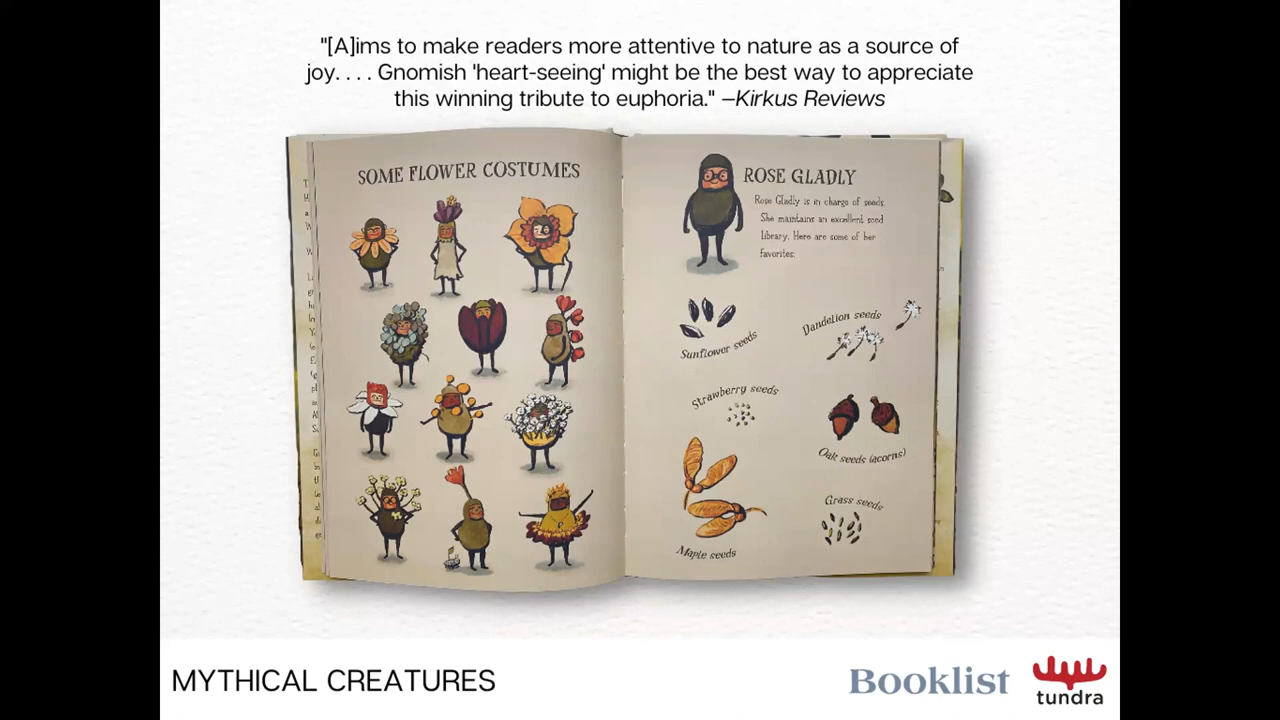 "[A]ims to make readers more attentive to nature as a source of
joy. . . . Gnomish 'heart-seeing' might be the best way to appreciate
this winning tribute to euphoria." –Kirkus Reviews
SOME FLOWER COSTUMES
ROSE GLADLY
Rose Gladly is in charge of seeds.
She maintains an excellent seed
library. Here are some of her
favorites:
Sunflower seeds
Dandelion seeds
Strawberry seeds
Oak seeds (acorns)
Maple seeds
Grass seeds
MYTHICAL CREATURES
Booklist
tundra